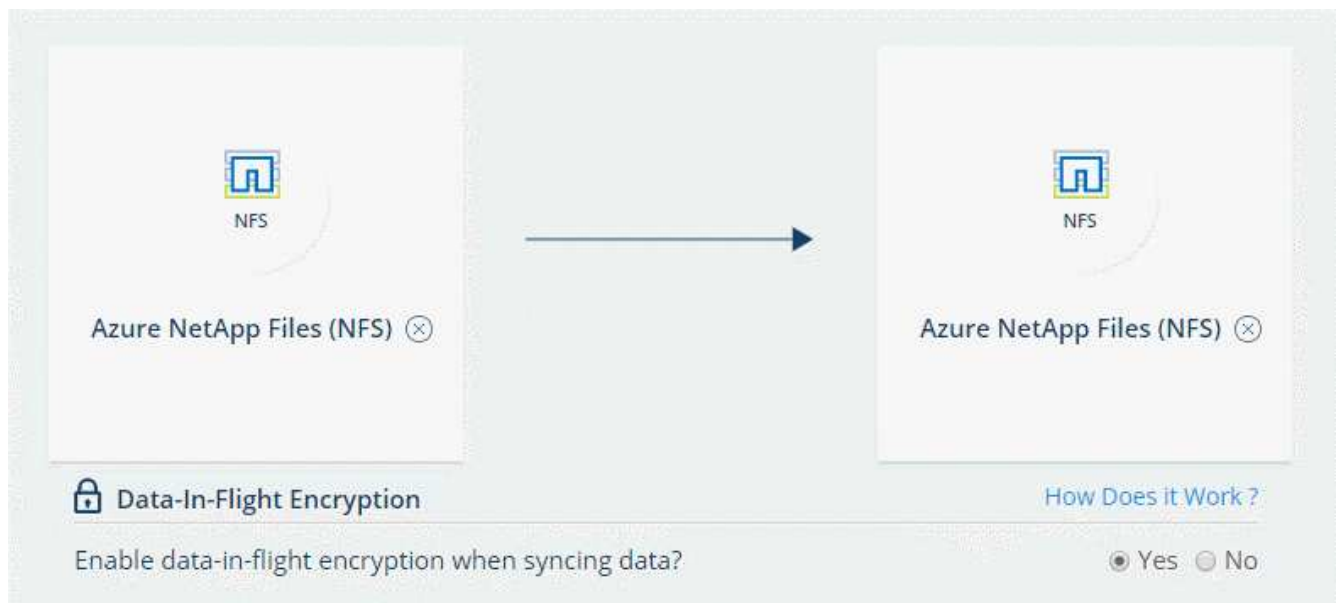 NFS
NFS
Azure NetApp Files (NFS)
Azure NetApp Files (NFS)
Data-In-Flight Encryption
How Does it Work ?
Enable data-in-flight encryption when syncing data?
Yes No